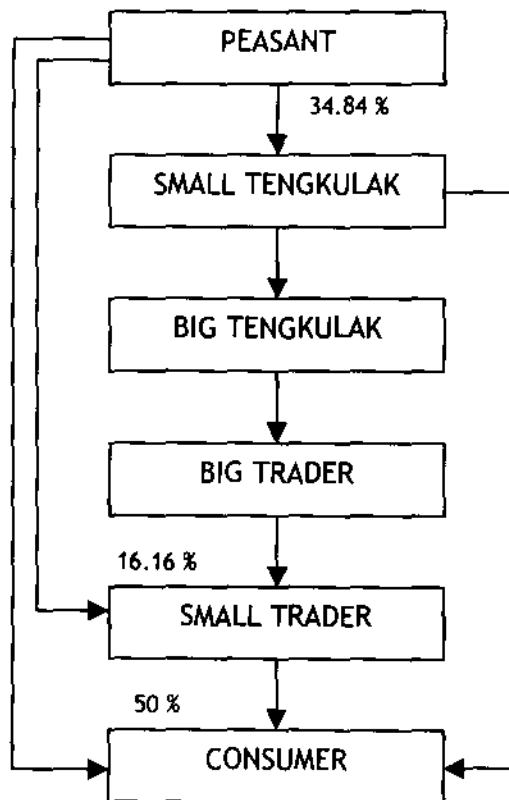 PEASANT
34.84 %
SMALL TENGKULAK
BIG TENGKULAK
BIG TRADER
16.16 %
SMALL TRADER
50 %
CONSUMER